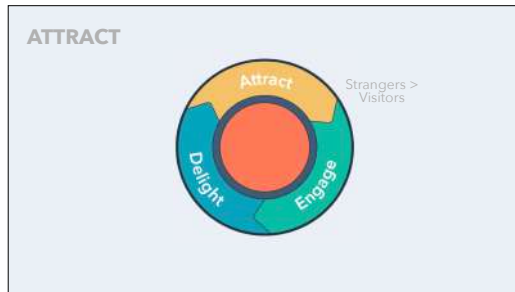 ATTRACT
Attract
Strangers >
Visitors
Engage
Delight